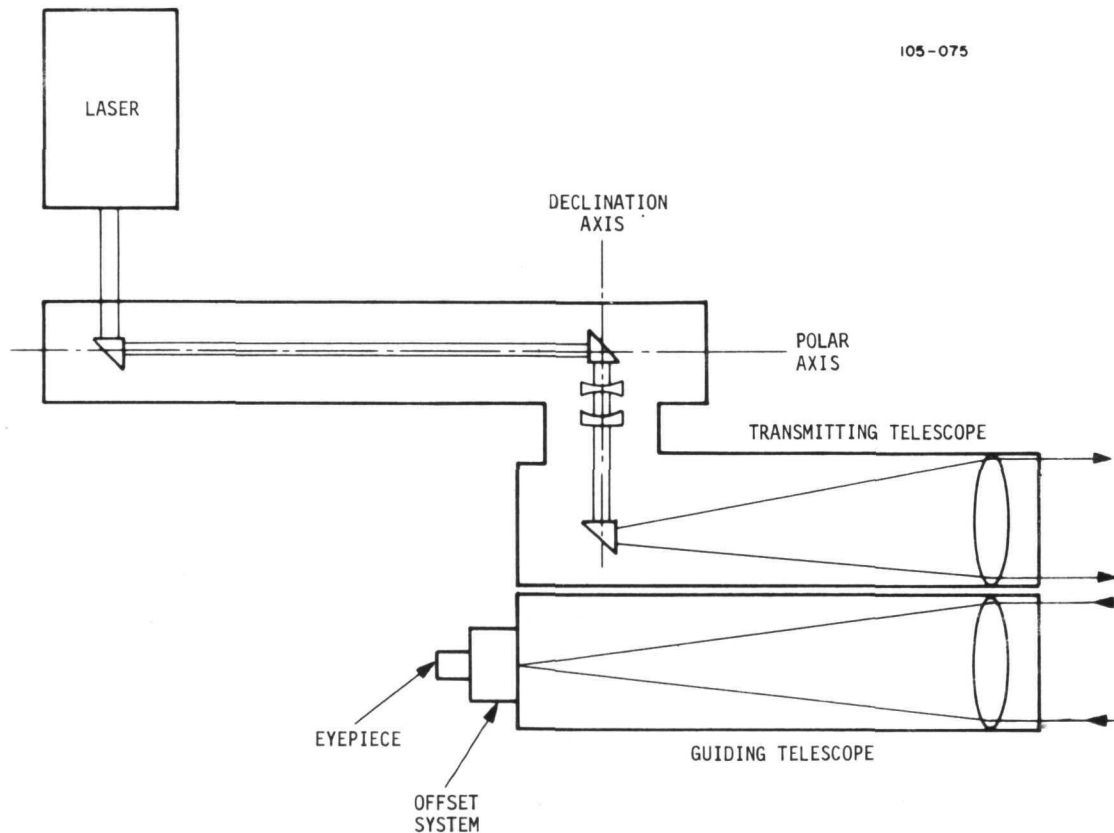 105-075
LASER
DECLINATION
AXIS
POLAR
AXIS
TRANSMITTING TELESCOPE
EYEPIECE
GUIDING TELESCOPE
OFFSET
SYSTEM